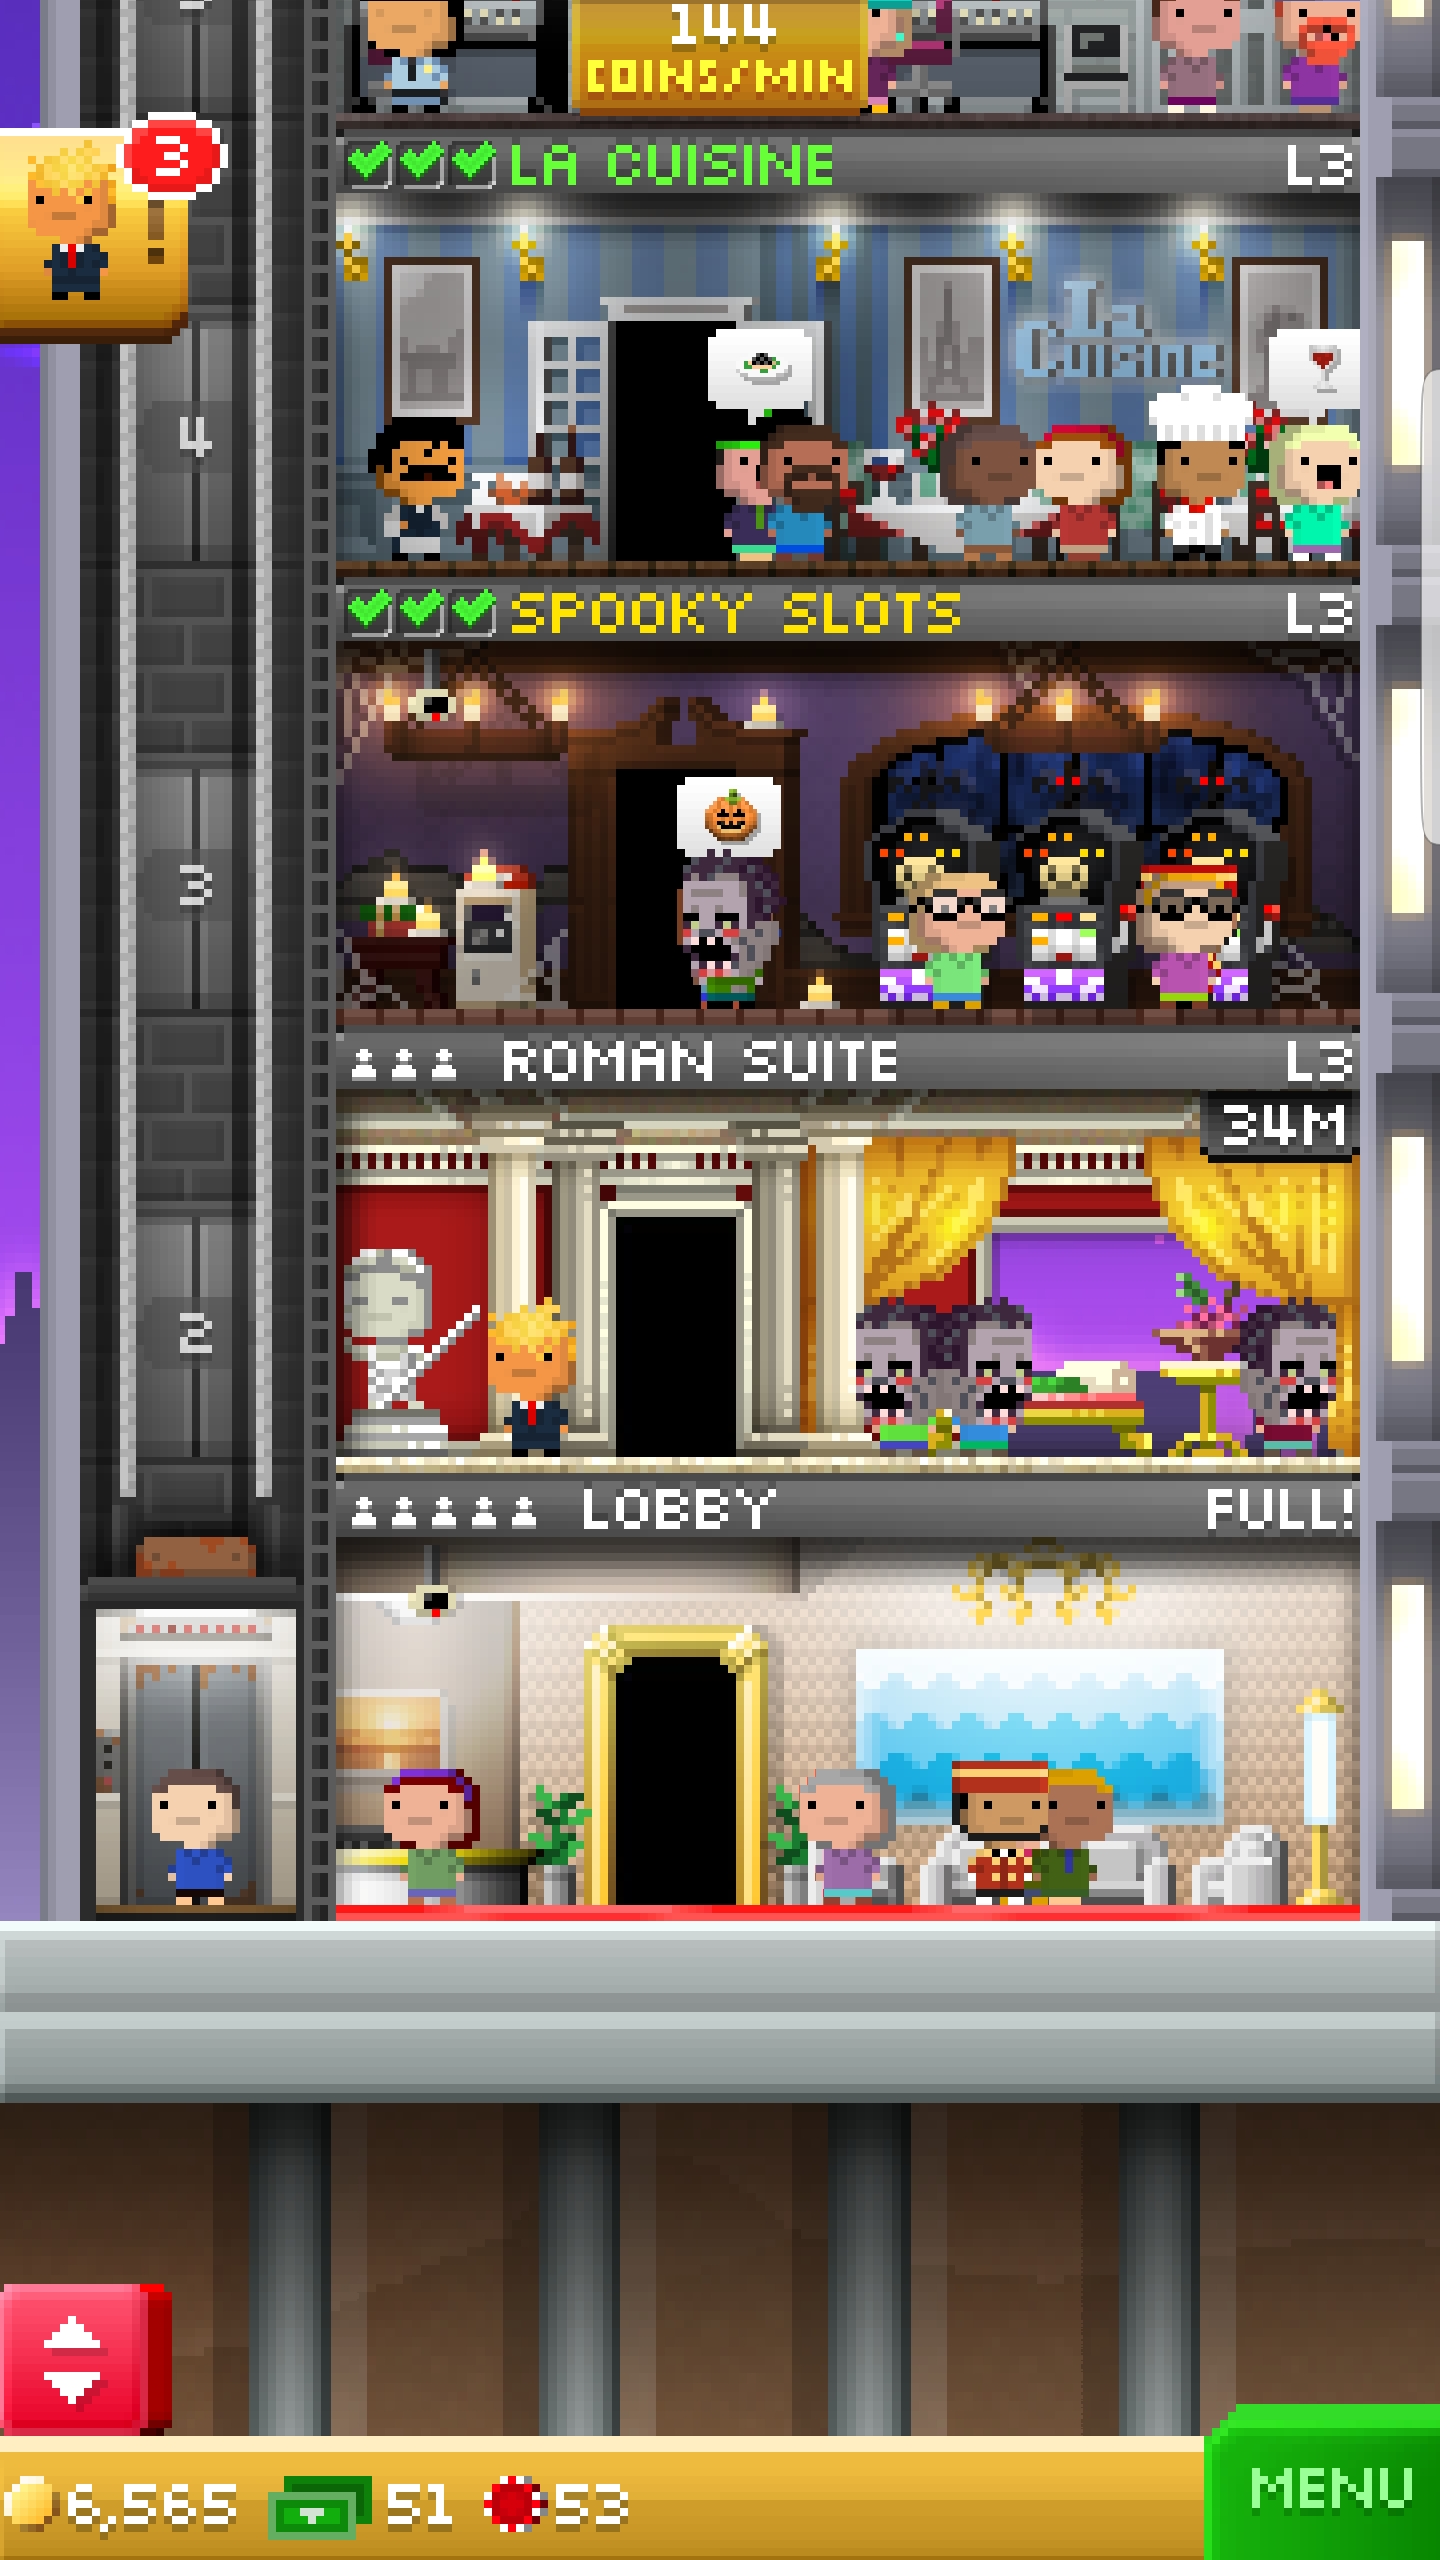 144
COINS/MIN
3
LA CUISINE L3
La
Cuisine
4
SPOOKY SLOTS L3
3
ROMAN SUITE L3
34M
2
LOBBY FULL!
6,565 51 53
MENU